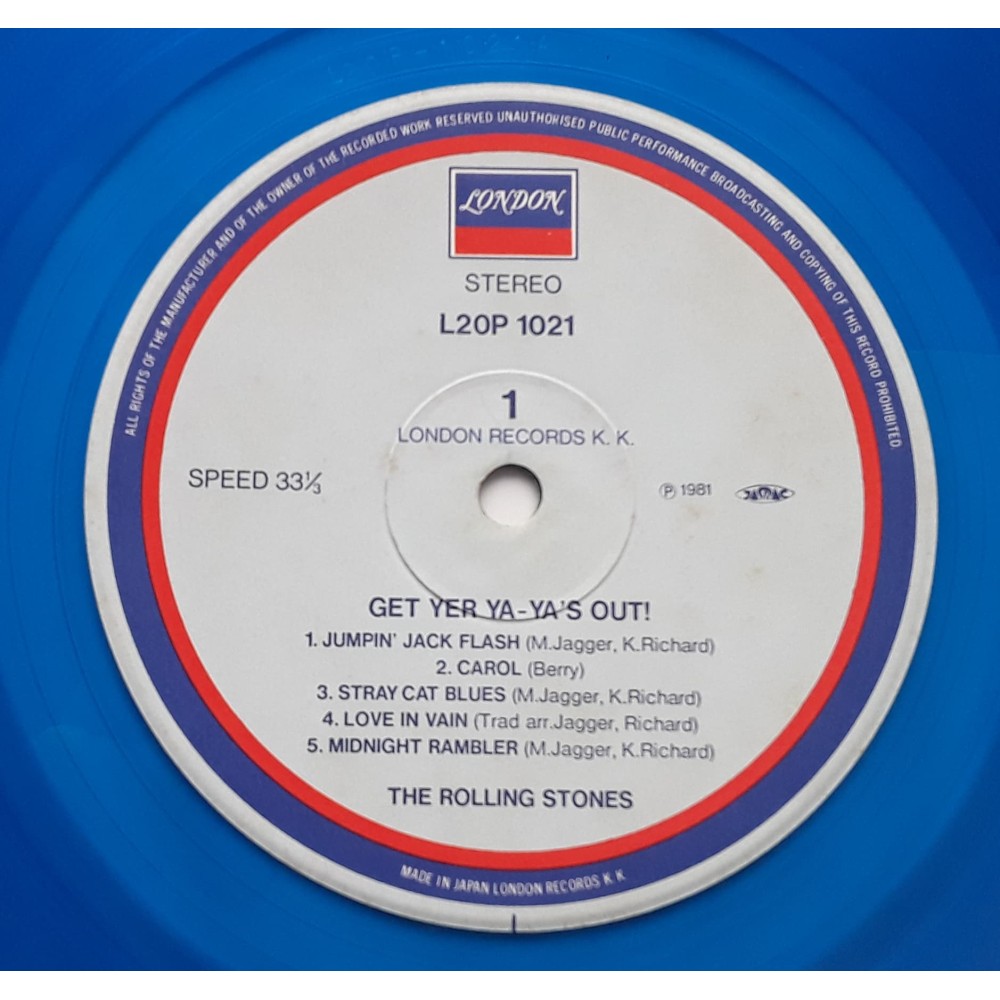 ALL RIGHTS OF THE MANUFACTURER AND OF THE OWNER OF THE RECORDED WORK RESERVED UNAUTHORISED PUBLIC PERFORMANCE BROADCASTING AND COPYING OF THIS RECORD PROHIBITED.
LONDON
STEREO
L20P 1021
1
LONDON RECORDS K. K.
SPEED 33⅓
℗ 1981
JASRAC
GET YER YA-YA'S OUT!
1. JUMPIN' JACK FLASH (M.Jagger, K.Richard)
2. CAROL (Berry)
3. STRAY CAT BLUES (M.Jagger, K.Richard)
4. LOVE IN VAIN (Trad arr.Jagger, Richard)
5. MIDNIGHT RAMBLER (M.Jagger, K.Richard)
THE ROLLING STONES
MADE IN JAPAN LONDON RECORDS K. K.